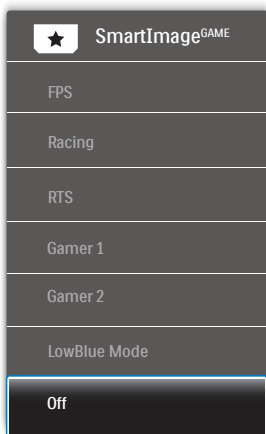 SmartImageGAME
FPS
Racing
RTS
Gamer 1
Gamer 2
LowBlue Mode
Off